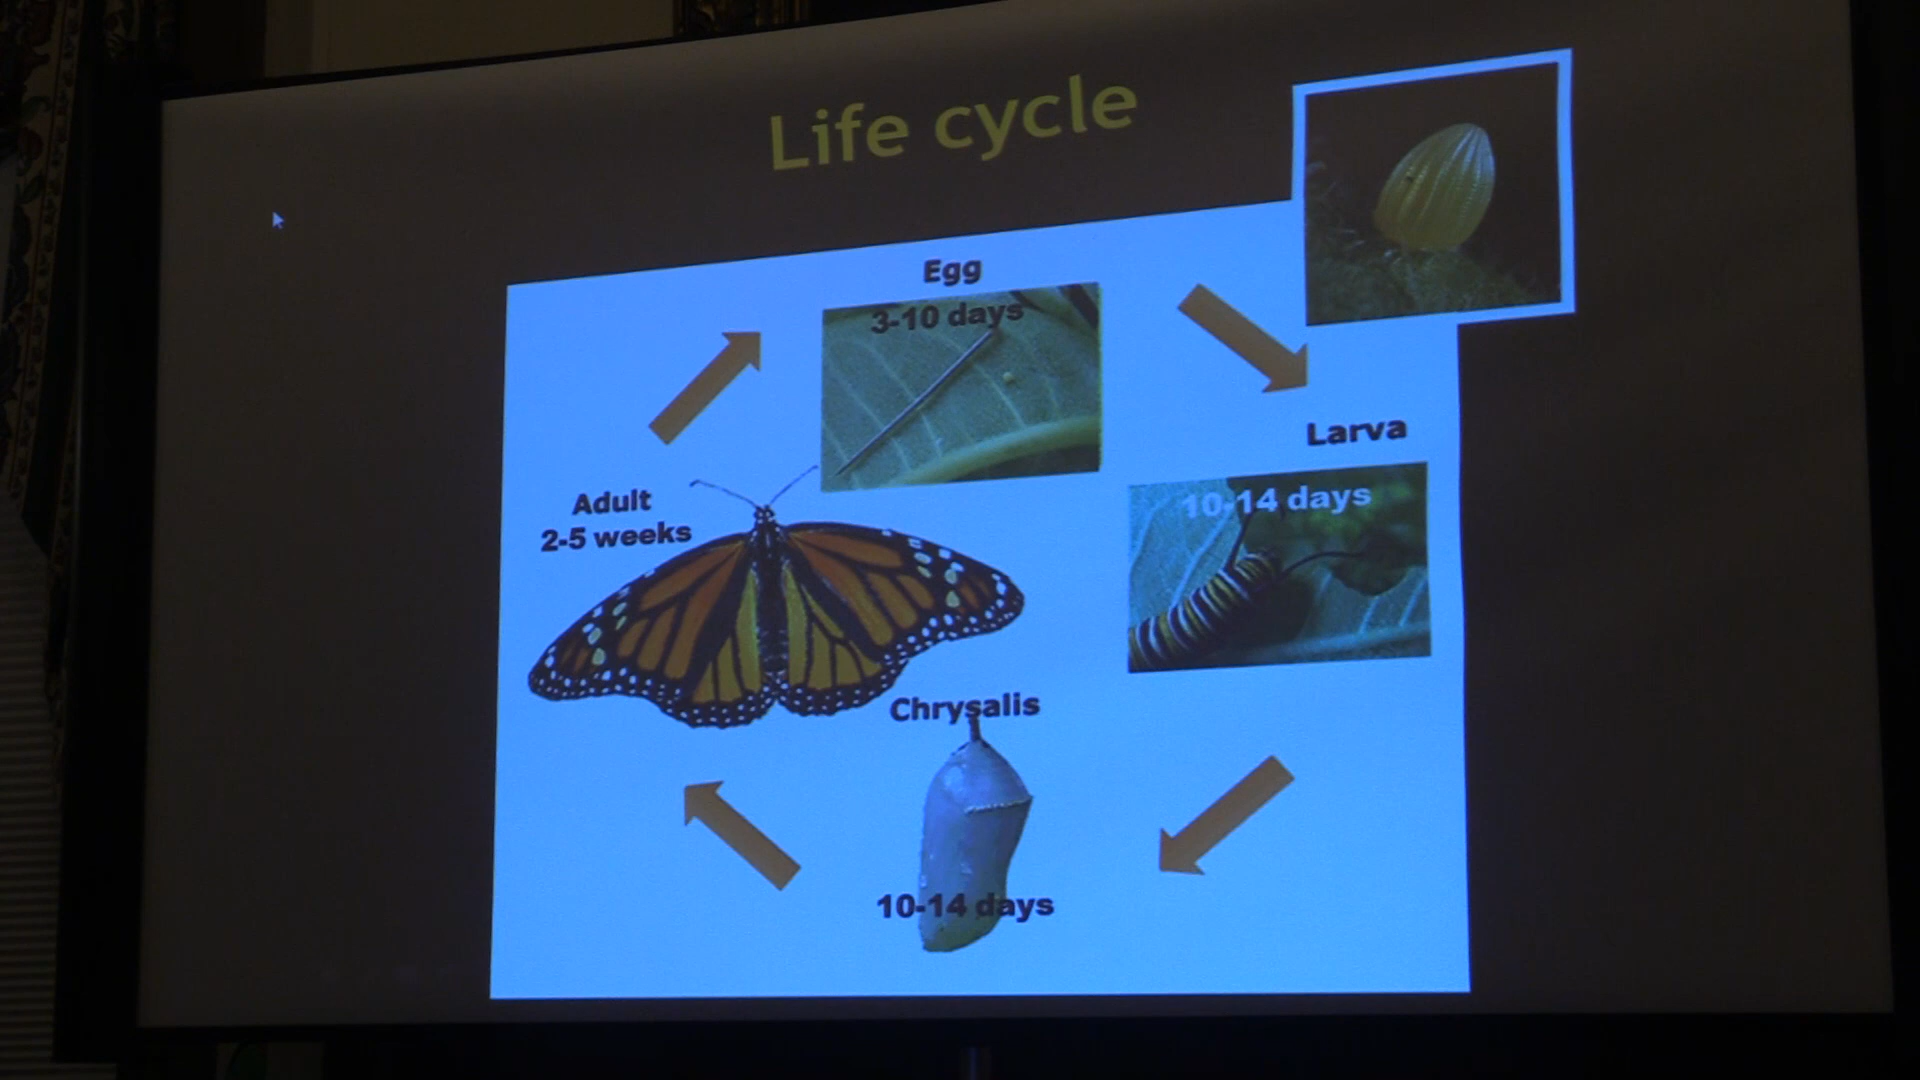 Life cycle
Egg
3-10 days
Larva
10-14 days
Adult
2-5 weeks
Chrysalis
10-14 days